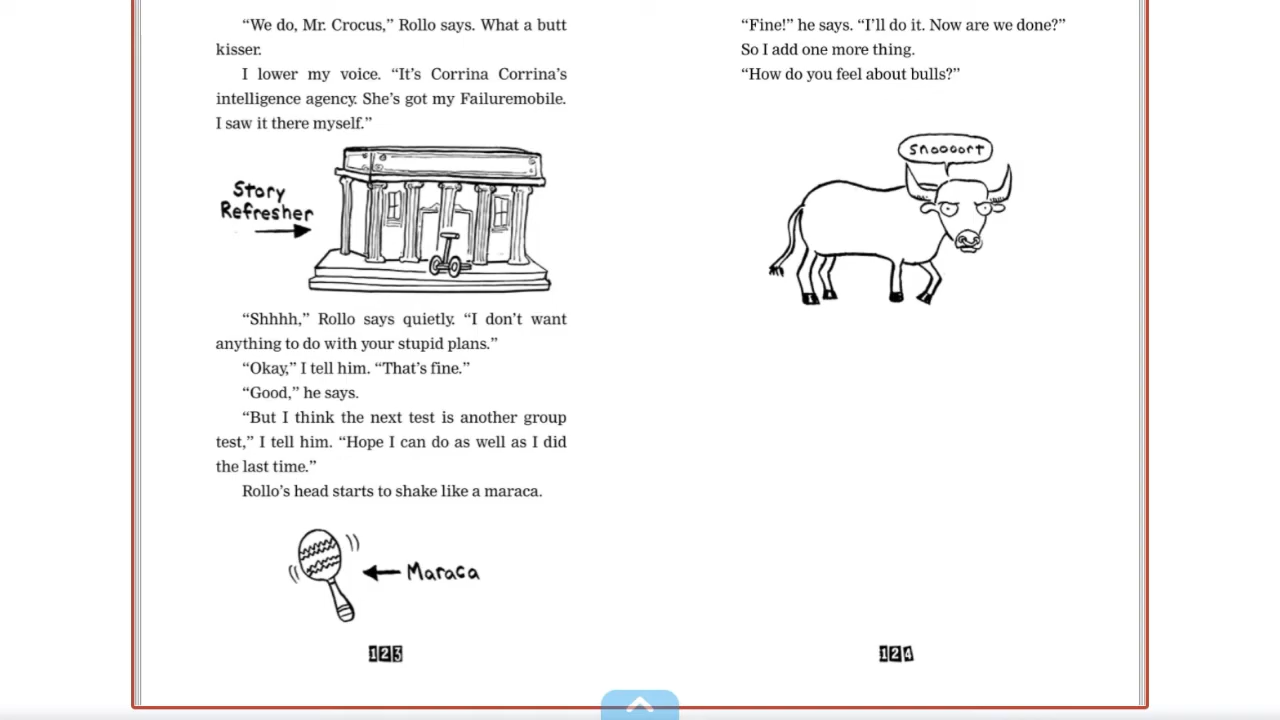 “We do, Mr. Crocus,” Rollo says. What a butt
kisser.
I lower my voice. “It’s Corrina Corrina’s
intelligence agency. She’s got my Failuremobile.
I saw it there myself.”
Story
Refresher
“Shhhh,” Rollo says quietly. “I don’t want
anything to do with your stupid plans.”
“Okay,” I tell him. “That’s fine.”
“Good,” he says.
“But I think the next test is another group
test,” I tell him. “Hope I can do as well as I did
the last time.”
Rollo’s head starts to shake like a maraca.
Maraca
123
“Fine!” he says. “I’ll do it. Now are we done?”
So I add one more thing.
“How do you feel about bulls?”
Snoooort
124